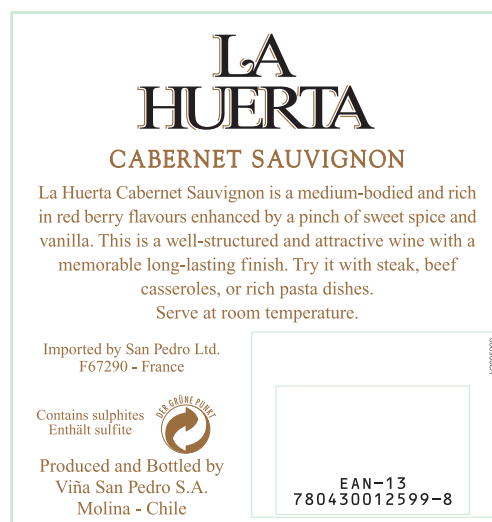 LA
HUERTA
CABERNET SAUVIGNON
La Huerta Cabernet Sauvignon is a medium-bodied and rich
in red berry flavours enhanced by a pinch of sweet spice and
vanilla. This is a well-structured and attractive wine with a
memorable long-lasting finish. Try it with steak, beef
casseroles, or rich pasta dishes.
Serve at room temperature.
Imported by San Pedro Ltd.
F67290 - France
Contains sulphites
Enthält sulfite
DER GRÜNE PUNKT
Produced and Bottled by
Viña San Pedro S.A.
Molina - Chile
EAN-13
780430012599-8